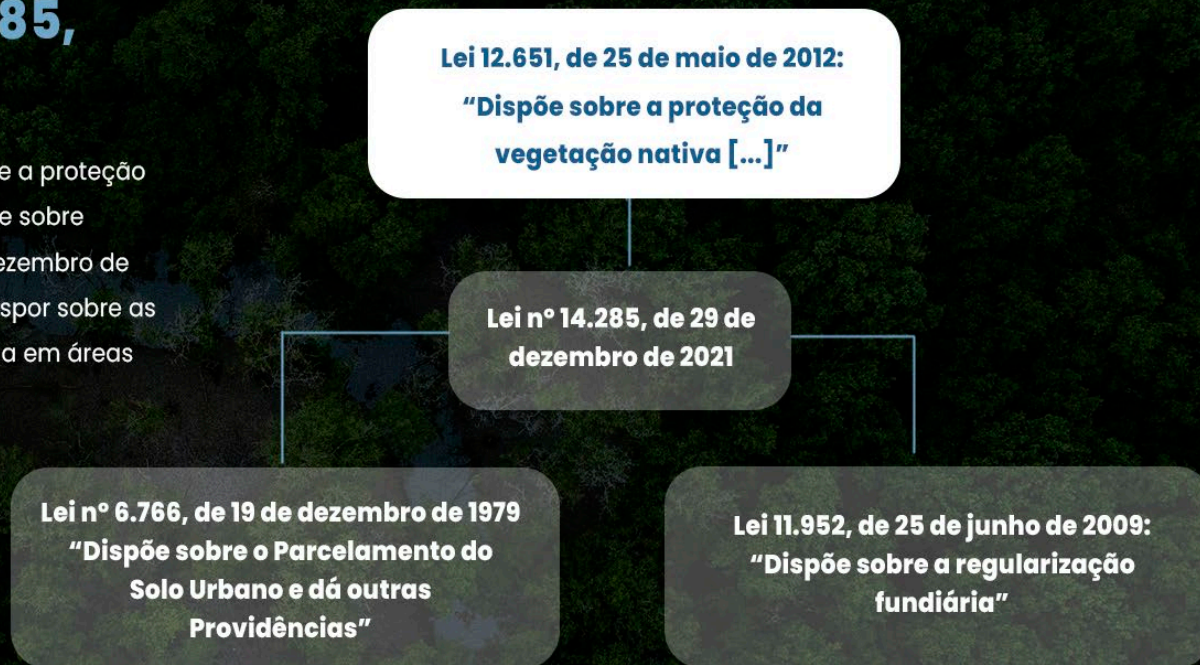 85,
e a proteção
e sobre
ezembro de
spor sobre as
a em áreas
Lei 12.651, de 25 de maio de 2012:
“Dispõe sobre a proteção da
vegetação nativa [...]”
Lei nº 14.285, de 29 de
dezembro de 2021
Lei nº 6.766, de 19 de dezembro de 1979
“Dispõe sobre o Parcelamento do
Solo Urbano e dá outras
Providências”
Lei 11.952, de 25 de junho de 2009:
“Dispõe sobre a regularização
fundiária”